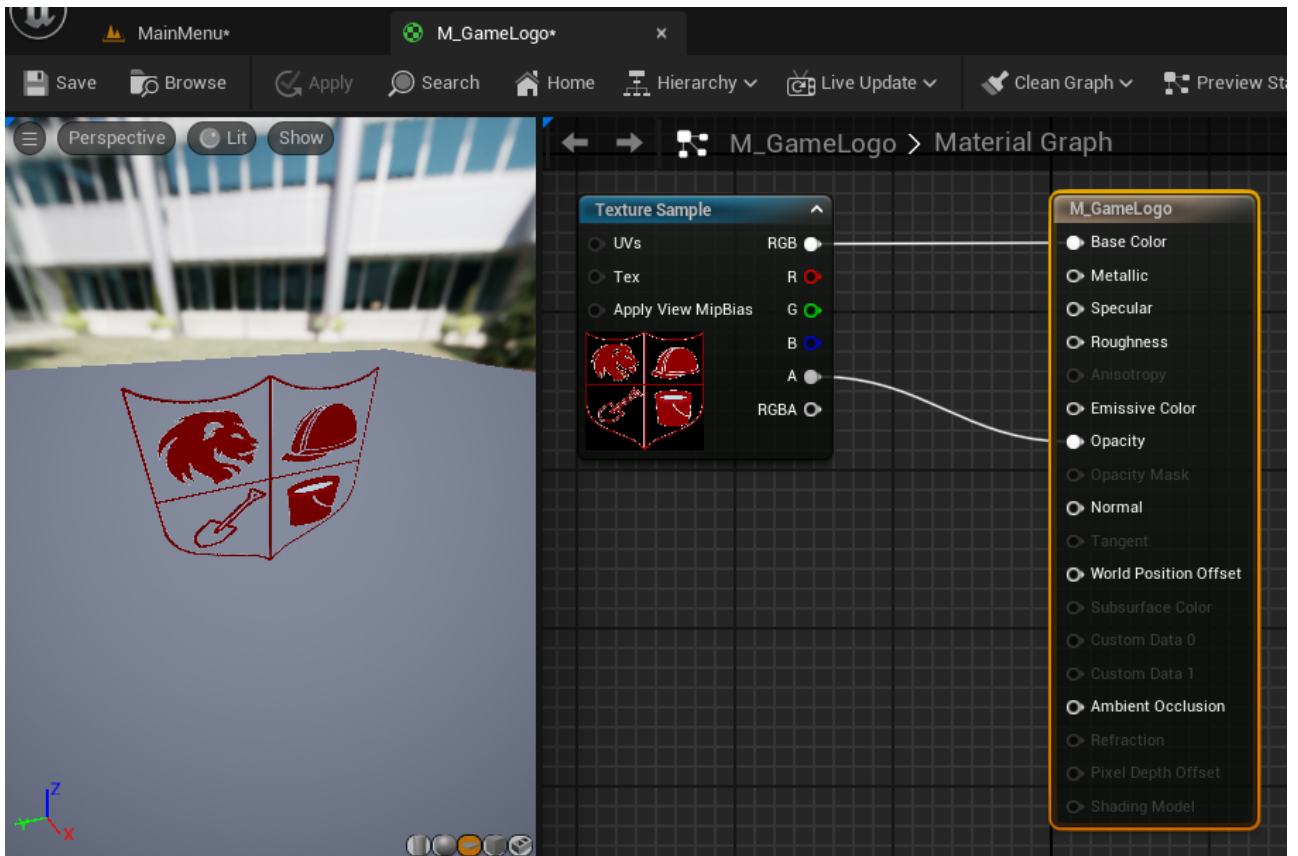 MainMenu*
M_GameLogo*
Save Browse Apply Search Home Hierarchy Live Update Clean Graph Preview Sta
Perspective Lit Show
M_GameLogo > Material Graph
Texture Sample
UVs RGB
Tex R
Apply View MipBias G
B
A
RGBA
M_GameLogo
Base Color
Metallic
Specular
Roughness
Anisotropy
Emissive Color
Opacity
Opacity Mask
Normal
Tangent
World Position Offset
Subsurface Color
Custom Data 0
Custom Data 1
Ambient Occlusion
Refraction
Pixel Depth Offset
Shading Model
Z
X